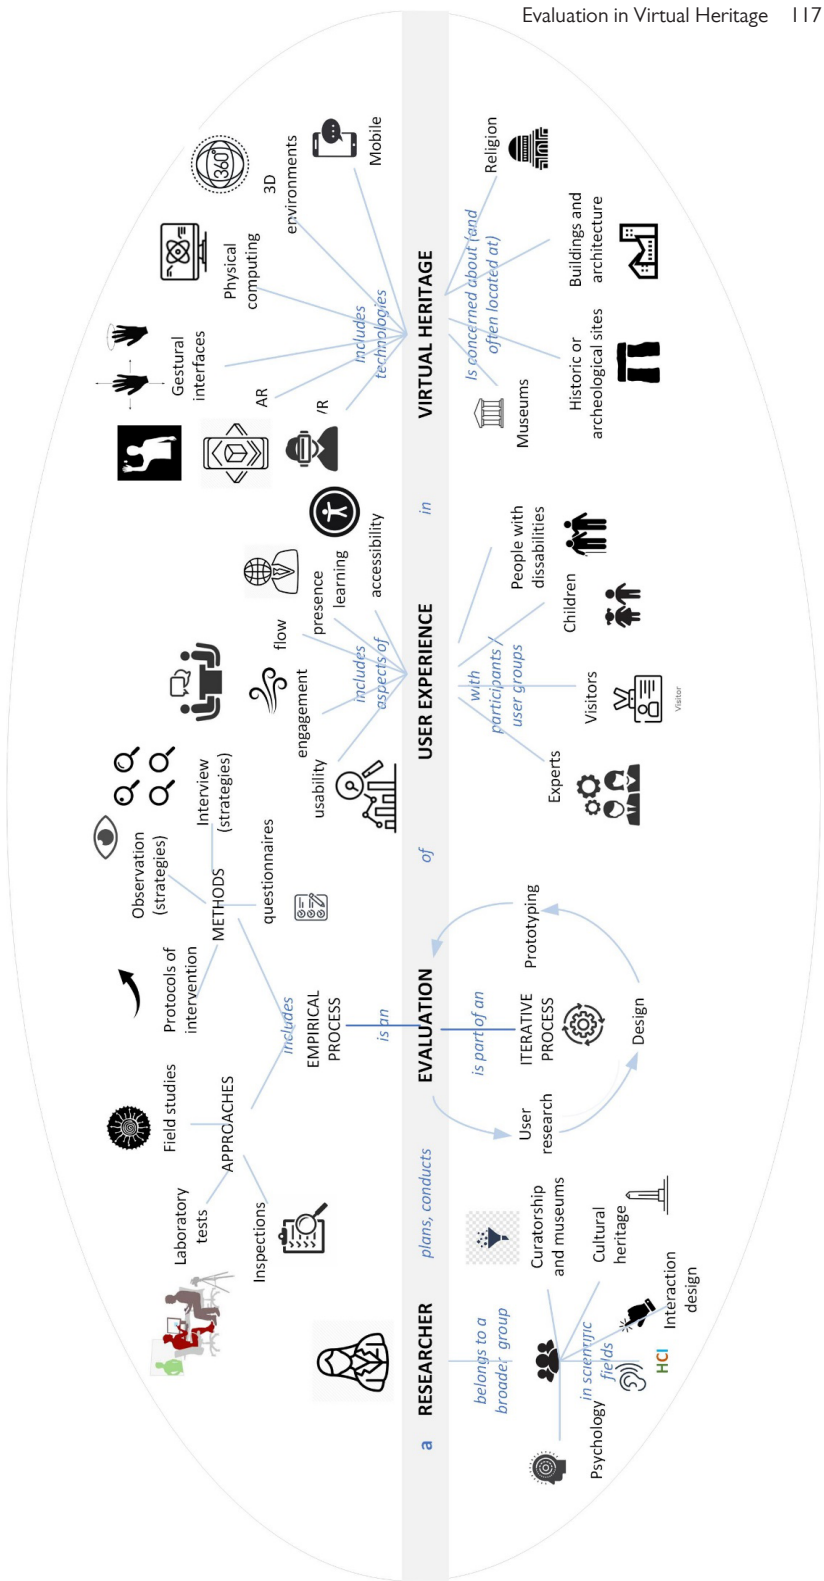 Evaluation in Virtual Heritage 117
a RESEARCHER
plans, conducts
EVALUATION
of
USER EXPERIENCE
in
VIRTUAL HERITAGE
belongs to a
broader group
in scientific
fields
Psychology
HCI
Interaction
design
Cultural
heritage
Curatorship
and museums
is an
EMPIRICAL
PROCESS
includes
APPROACHES
Laboratory
tests
Inspections
Field studies
METHODS
Protocols of
intervention
Observation
(strategies)
Interview
(strategies)
questionnaires
is part of an
ITERATIVE
PROCESS
User
research
Design
Prototyping
includes
aspects of
usability
engagement
flow
presence
learning
accessibility
with
participants /
user groups
Experts
Visitors
Visitor
Children
People with
dissabilities
Includes
technologies
/R
AR
Gestural
interfaces
Physical
computing
3D
environments
360°
Mobile
Is concerned about (and
often located at)
Museums
Historic or
archeological sites
Buildings and
architecture
Religion